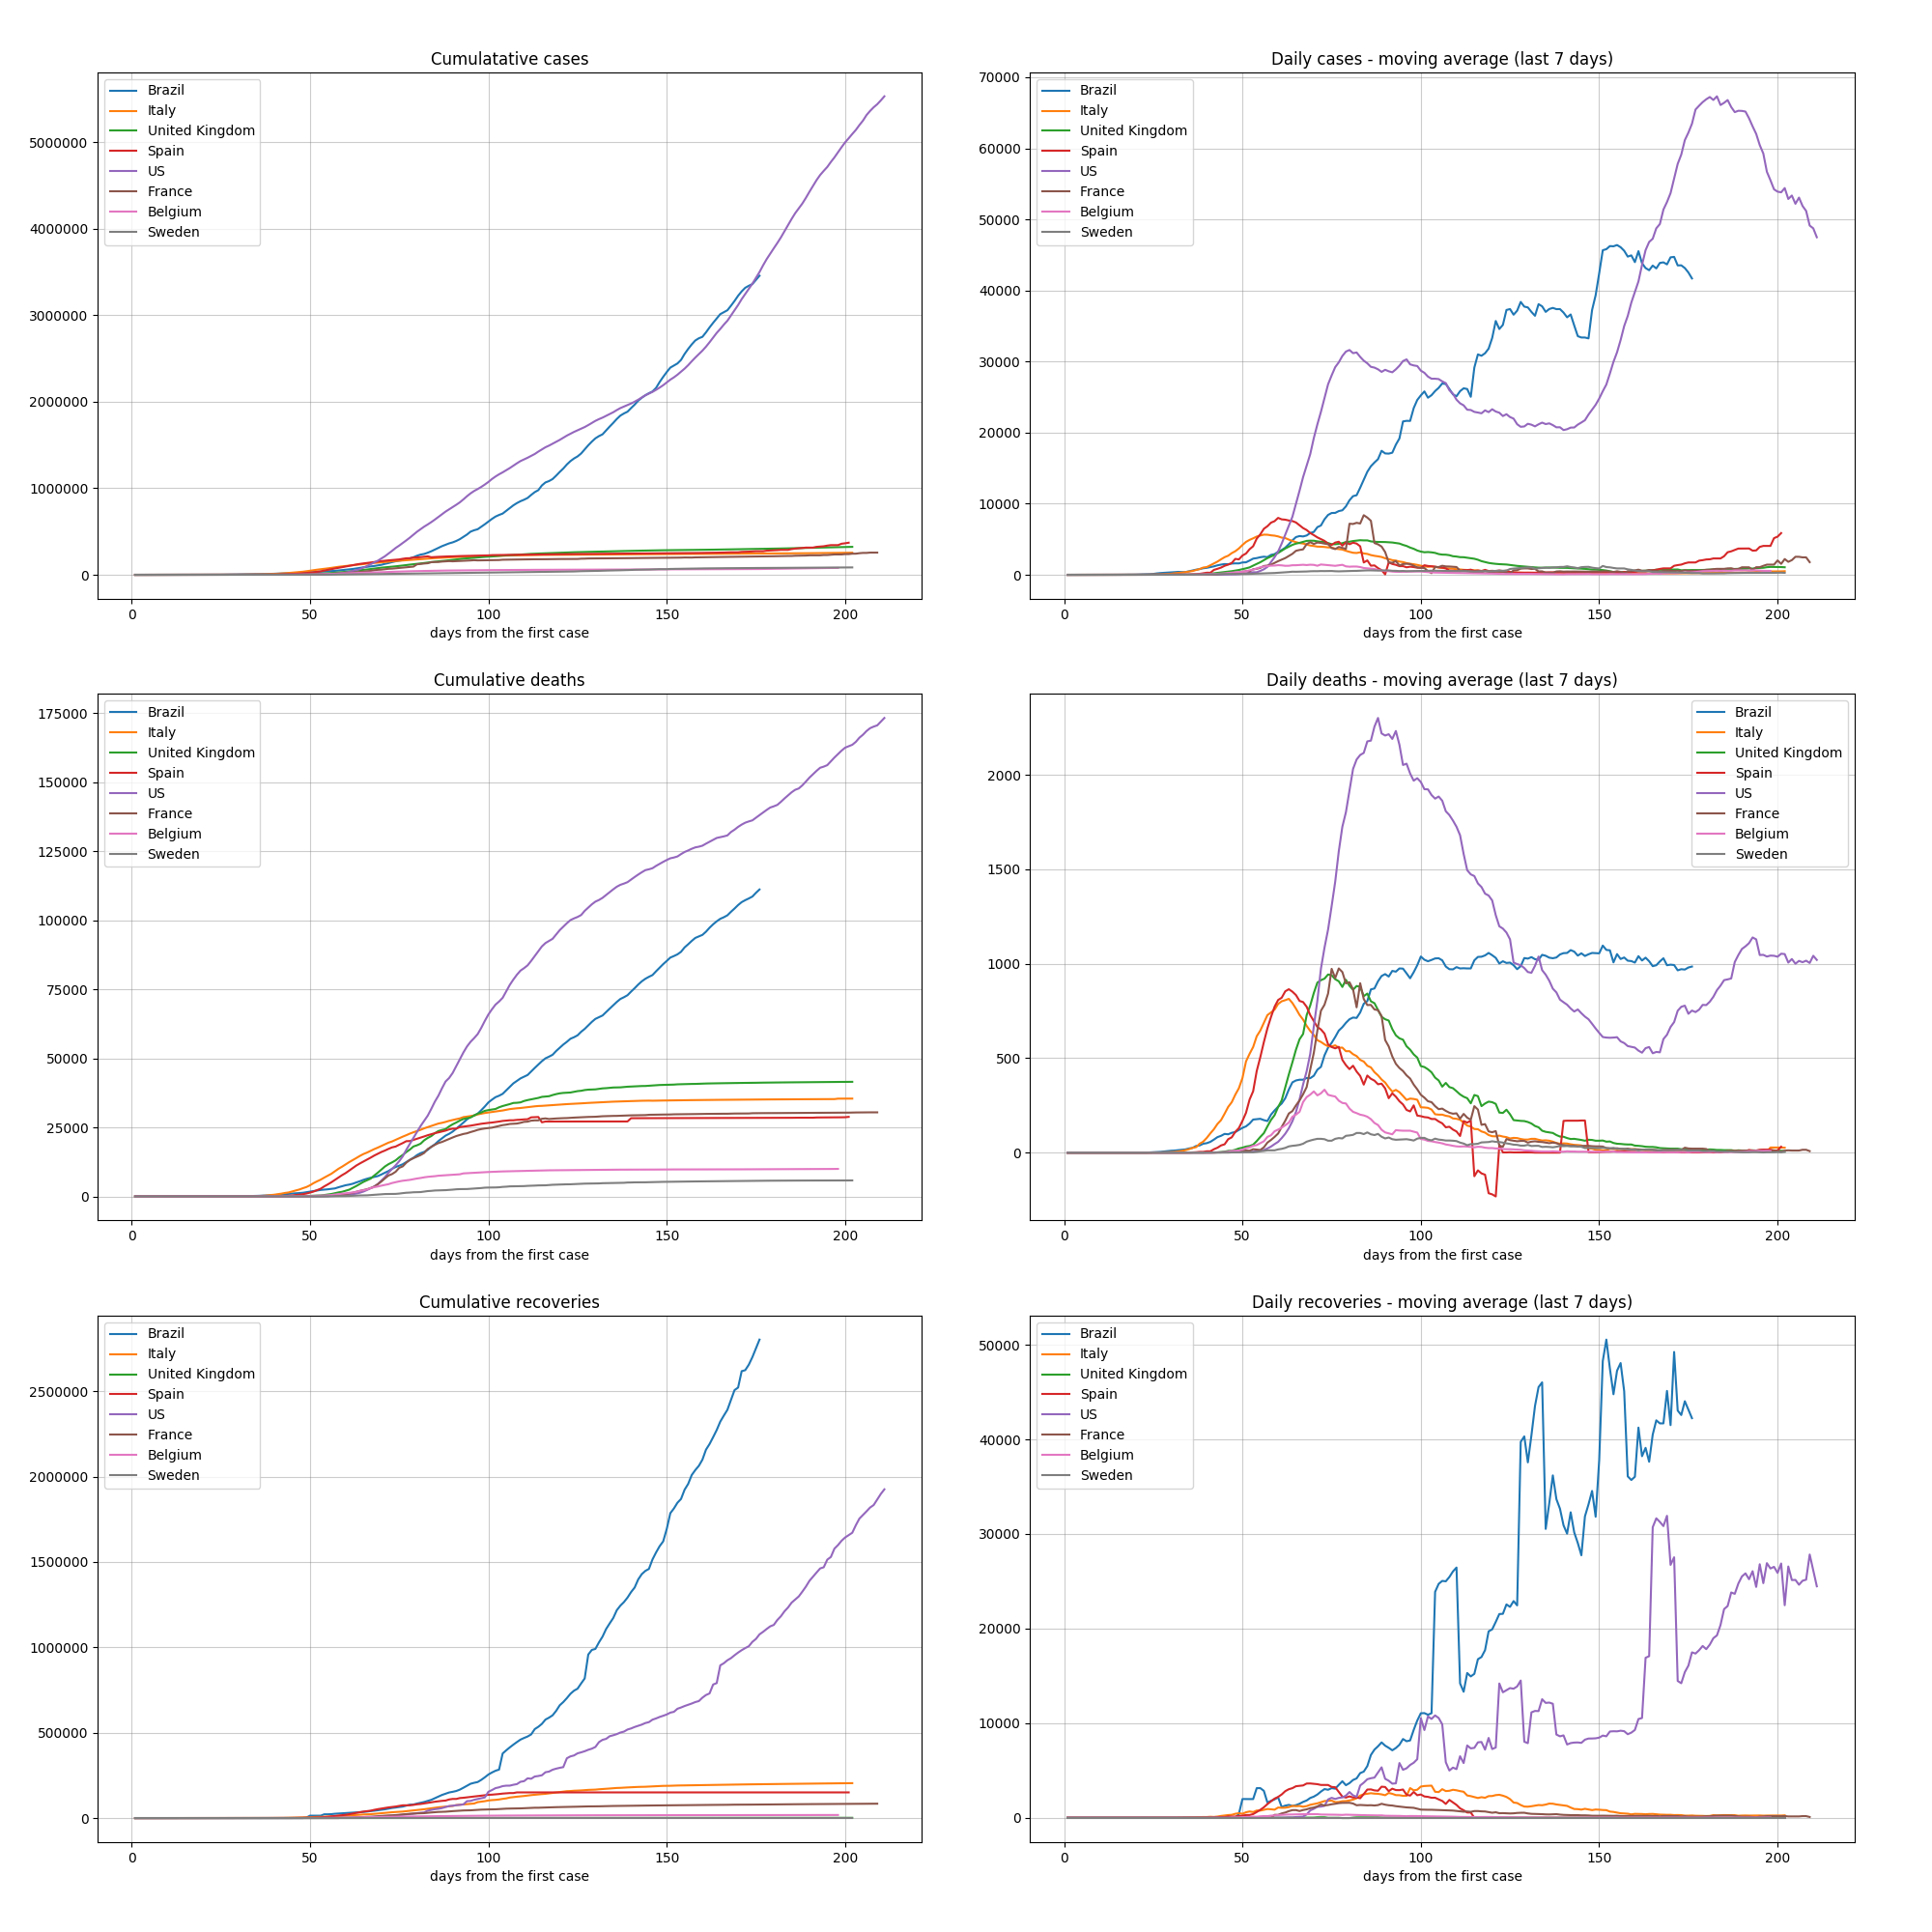 Cumulatative cases
5000000
4000000
3000000
2000000
1000000
0
Brazil
Italy
United Kingdom
Spain
US
France
Belgium
Sweden
0 50 100 150 200
days from the first case
Daily cases - moving average (last 7 days)
70000
60000
50000
40000
30000
20000
10000
0
Brazil
Italy
United Kingdom
Spain
US
France
Belgium
Sweden
0 50 100 150 200
days from the first case
Cumulative deaths
175000
150000
125000
100000
75000
50000
25000
0
Brazil
Italy
United Kingdom
Spain
US
France
Belgium
Sweden
0 50 100 150 200
days from the first case
Daily deaths - moving average (last 7 days)
2000
1500
1000
500
0
Brazil
Italy
United Kingdom
Spain
US
France
Belgium
Sweden
0 50 100 150 200
days from the first case
Cumulative recoveries
2500000
2000000
1500000
1000000
500000
0
Brazil
Italy
United Kingdom
Spain
US
France
Belgium
Sweden
0 50 100 150 200
days from the first case
Daily recoveries - moving average (last 7 days)
50000
40000
30000
20000
10000
0
Brazil
Italy
United Kingdom
Spain
US
France
Belgium
Sweden
0 50 100 150 200
days from the first case